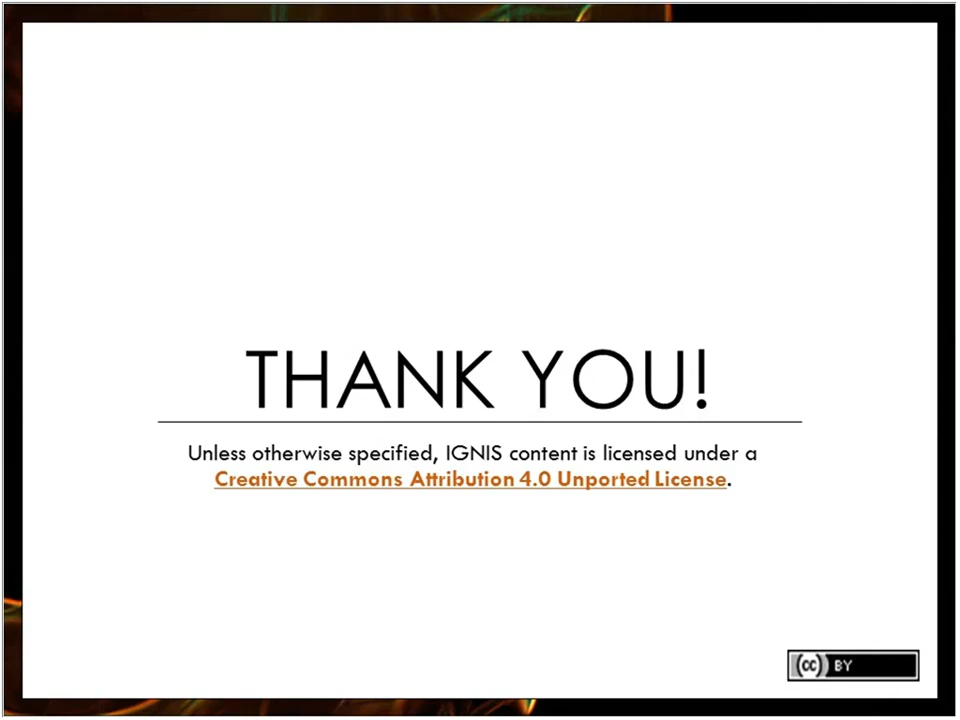 THANK YOU!
Unless otherwise specified, IGNIS content is licensed under a
Creative Commons Attribution 4.0 Unported License.
(cc) BY